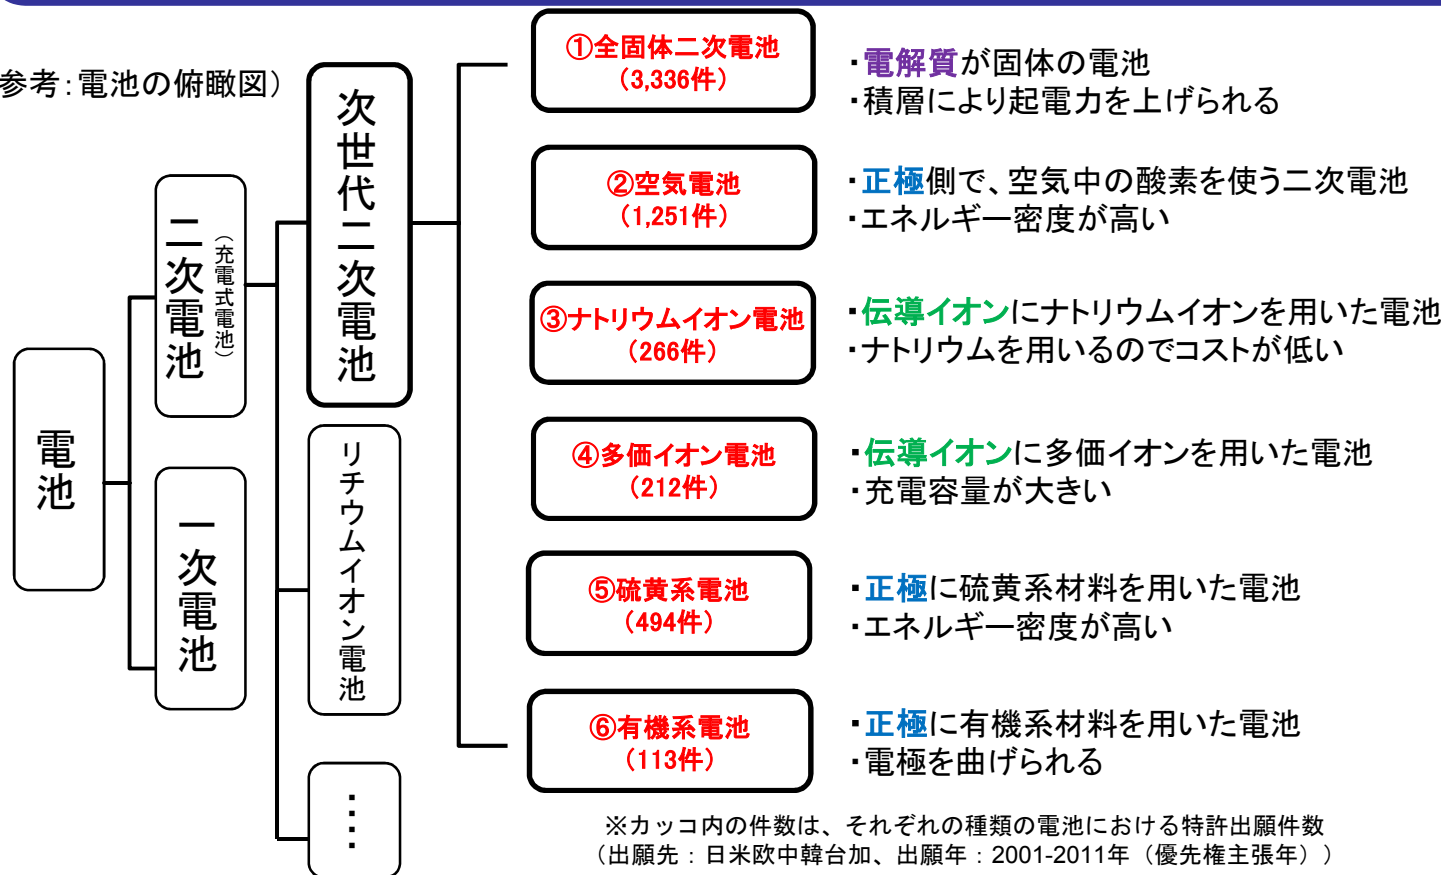 参考：電池の俯瞰図）
電池
二次電池
（充電式電池）
一次電池
次世代二次電池
リチウムイオン電池
‥‥
①全固体二次電池
（3,336件）
・電解質が固体の電池
・積層により起電力を上げられる
②空気電池
（1,251件）
・正極側で、空気中の酸素を使う二次電池
・エネルギー密度が高い
③ナトリウムイオン電池
（266件）
・伝導イオンにナトリウムイオンを用いた電池
・ナトリウムを用いるのでコストが低い
④多価イオン電池
（212件）
・伝導イオンに多価イオンを用いた電池
・充電容量が大きい
⑤硫黄系電池
（494件）
・正極に硫黄系材料を用いた電池
・エネルギー密度が高い
⑥有機系電池
（113件）
・正極に有機系材料を用いた電池
・電極を曲げられる
※カッコ内の件数は、それぞれの種類の電池における特許出願件数
（出願先：日米欧中韓台加、出願年：2001-2011年（優先権主張年））